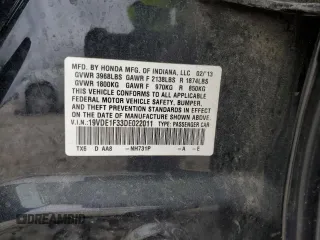 MFD. BY HONDA MFG. OF INDIANA, LLC 02/13
GVWR 3968LBS GAWR F 2138LBS R 1874LBS
GVWR 1800KG GAWR F 970KG R 850KG
THIS VEHICLE CONFORMS TO ALL APPLICABLE
FEDERAL MOTOR VEHICLE SAFETY, BUMPER,
AND THEFT PREVENTION STANDARDS IN EFFECT
ON THE DATE OF MANUFACTURE SHOWN ABOVE.
V.I.N: 19VDE1F33DE022011 TYPE: PASSENGER CAR
TX6 D AA8 -NH731P -A -E
DREAMBID